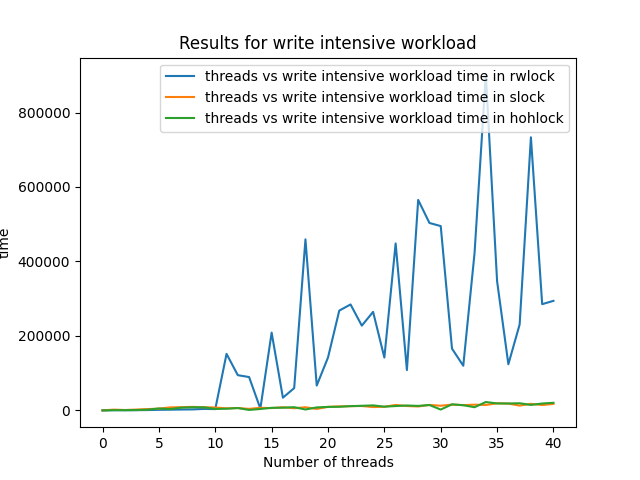 Results for write intensive workload
threads vs write intensive workload time in rwlock
threads vs write intensive workload time in slock
threads vs write intensive workload time in hohlock
800000
600000
400000
200000
0
time
0 5 10 15 20 25 30 35 40
Number of threads